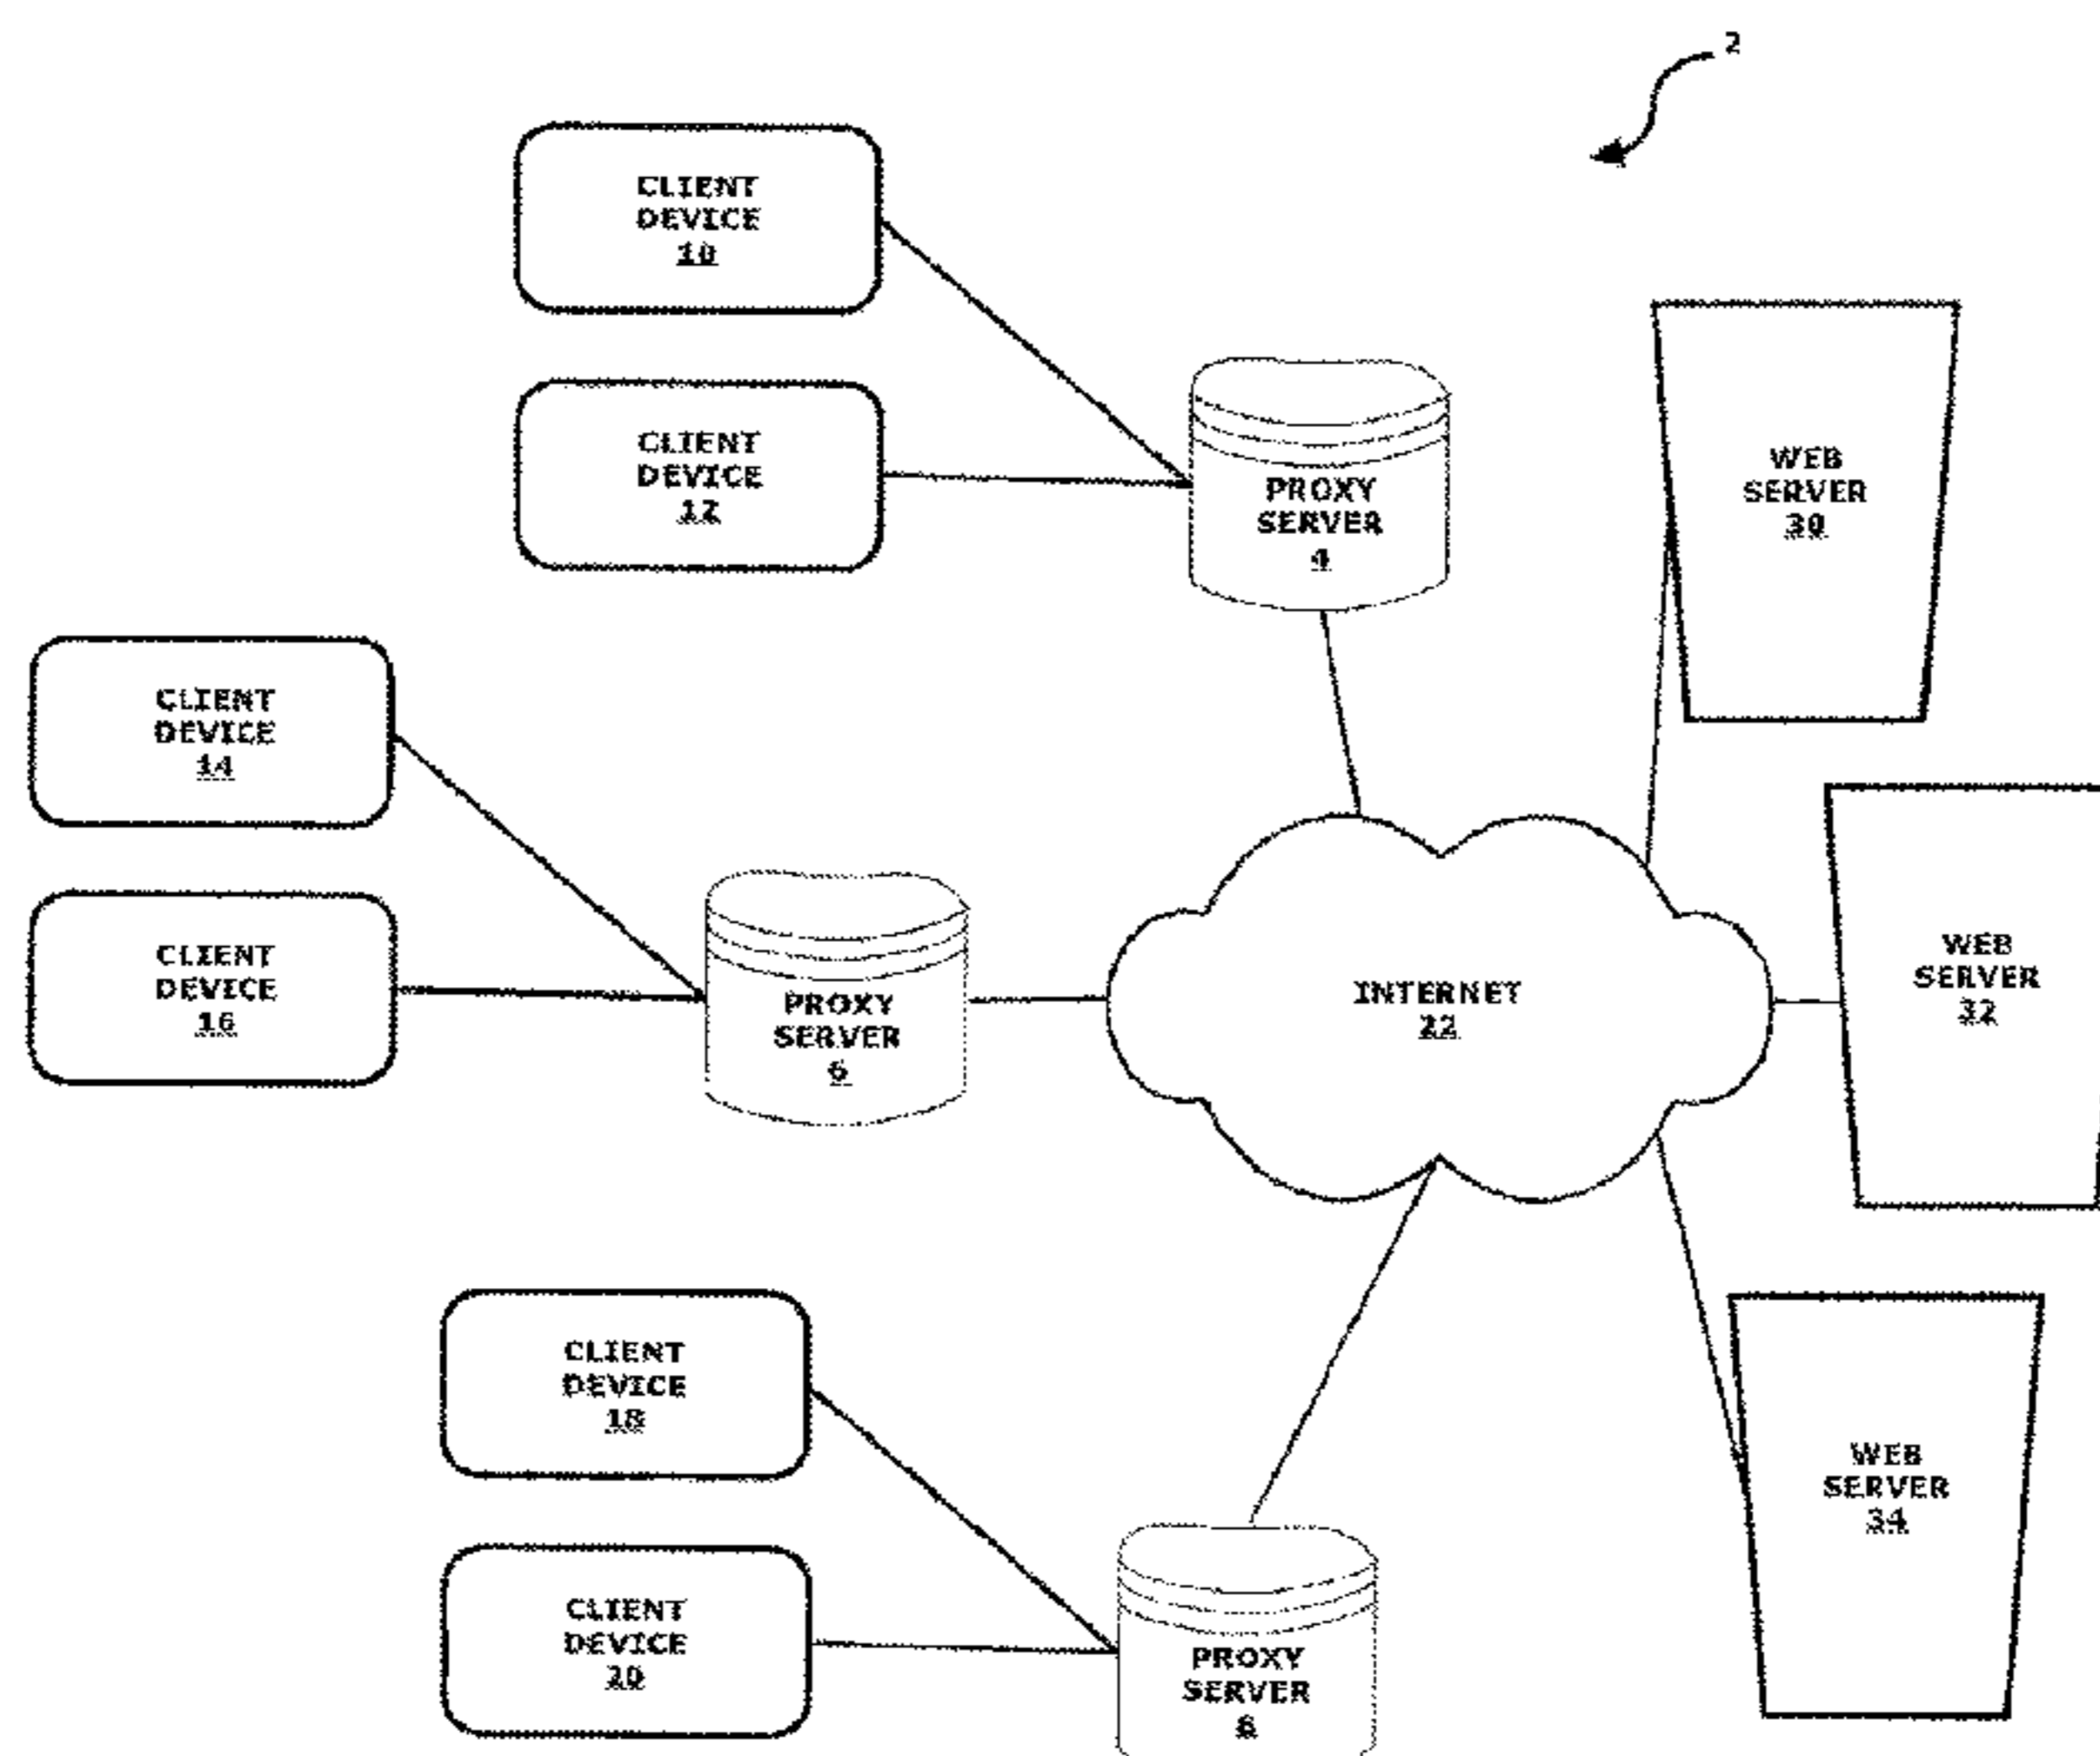 2
CLIENT
DEVICE
10
CLIENT
DEVICE
12
PROXY
SERVER
4
WEB
SERVER
30
CLIENT
DEVICE
14
CLIENT
DEVICE
16
PROXY
SERVER
6
INTERNET
22
WEB
SERVER
32
CLIENT
DEVICE
18
CLIENT
DEVICE
20
PROXY
SERVER
8
WEB
SERVER
34